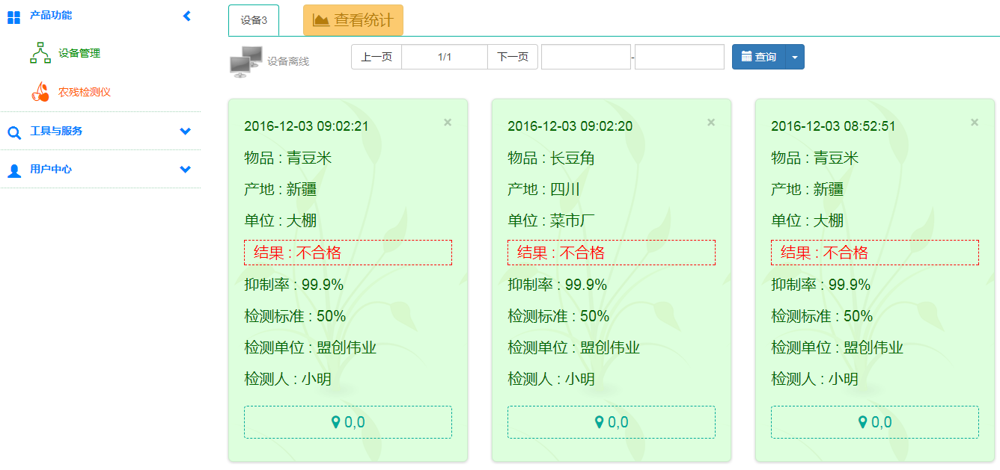 产品功能
设备管理
农残检测仪
工具与服务
用户中心
设备3
查看统计
设备离线
上一页
1/1
下一页
-
查询
2016-12-03 09:02:21
×
物品 : 青豆米
产地 : 新疆
单位 : 大棚
结果 : 不合格
抑制率 : 99.9%
检测标准 : 50%
检测单位 : 盟创伟业
检测人 : 小明
0,0
2016-12-03 09:02:20
×
物品 : 长豆角
产地 : 四川
单位 : 菜市厂
结果 : 不合格
抑制率 : 99.9%
检测标准 : 50%
检测单位 : 盟创伟业
检测人 : 小明
0,0
2016-12-03 08:52:51
×
物品 : 青豆米
产地 : 新疆
单位 : 大棚
结果 : 不合格
抑制率 : 99.9%
检测标准 : 50%
检测单位 : 盟创伟业
检测人 : 小明
0,0